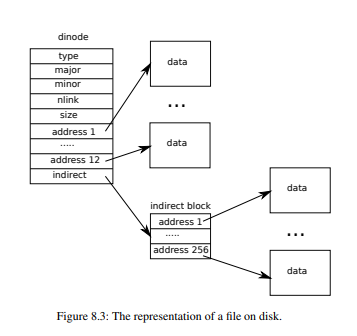 dinode
type
major
minor
nlink
size
address 1
.....
address 12
indirect
data
...
data
indirect block
address 1
.....
address 256
data
...
data
Figure 8.3: The representation of a file on disk.